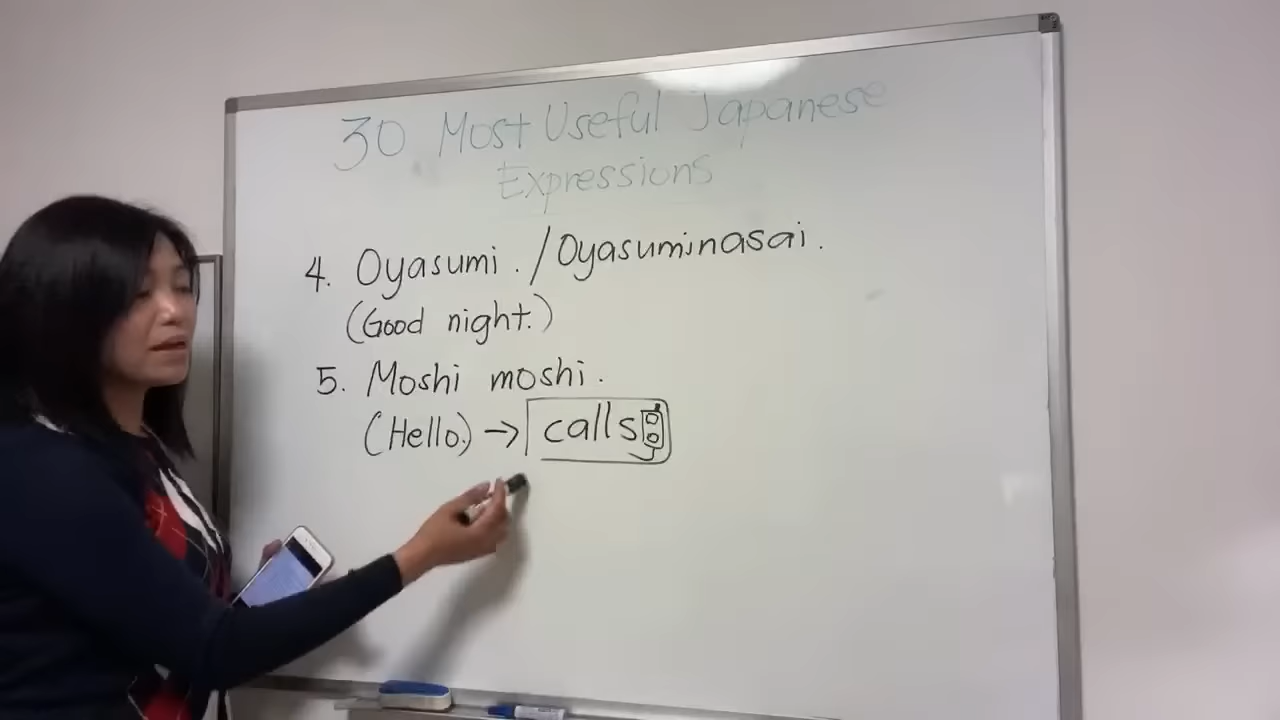 30 Most Useful Japanese
Expressions
4. Oyasumi. / Oyasuminasai.
(Good night.)
5. Moshi moshi.
(Hello.) → calls